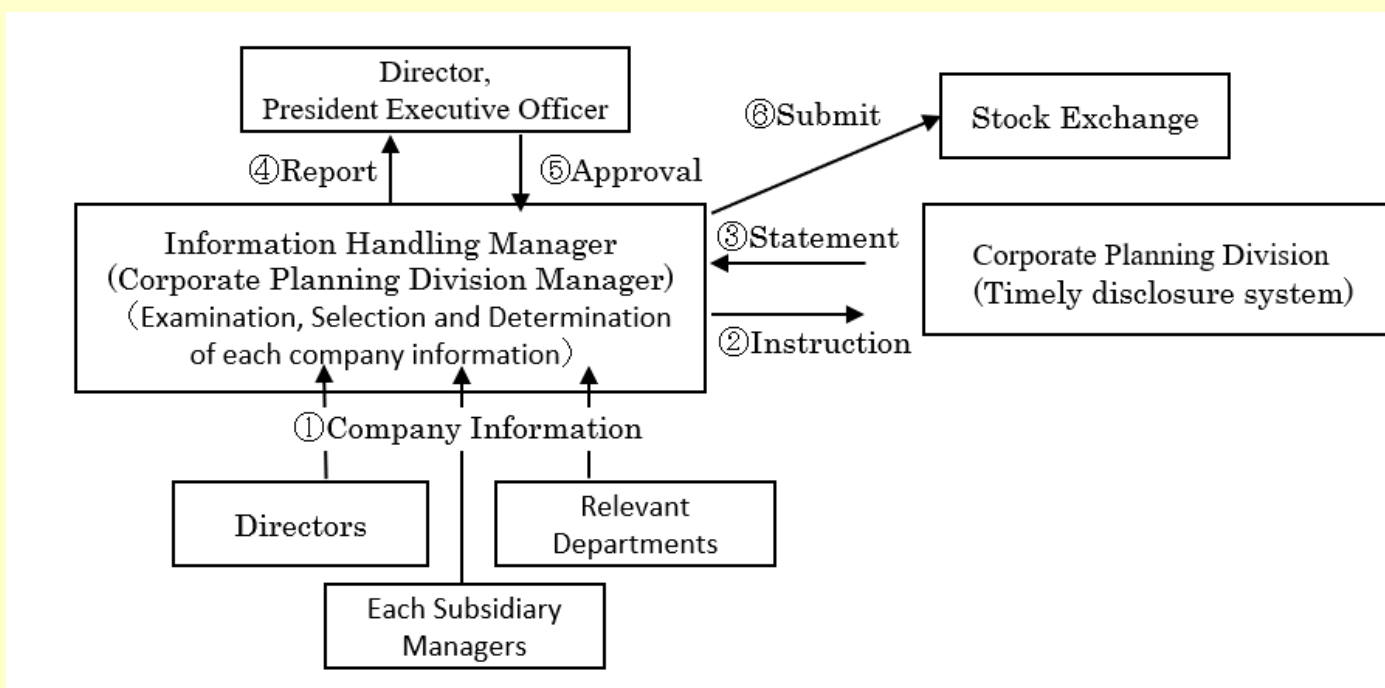 Director,
President Executive Officer
⑥Submit
Stock Exchange
④Report
⑤Approval
Information Handling Manager
(Corporate Planning Division Manager)
（Examination, Selection and Determination
of each company information）
③Statement
②Instruction
Corporate Planning Division
(Timely disclosure system)
①Company Information
Directors
Relevant
Departments
Each Subsidiary
Managers